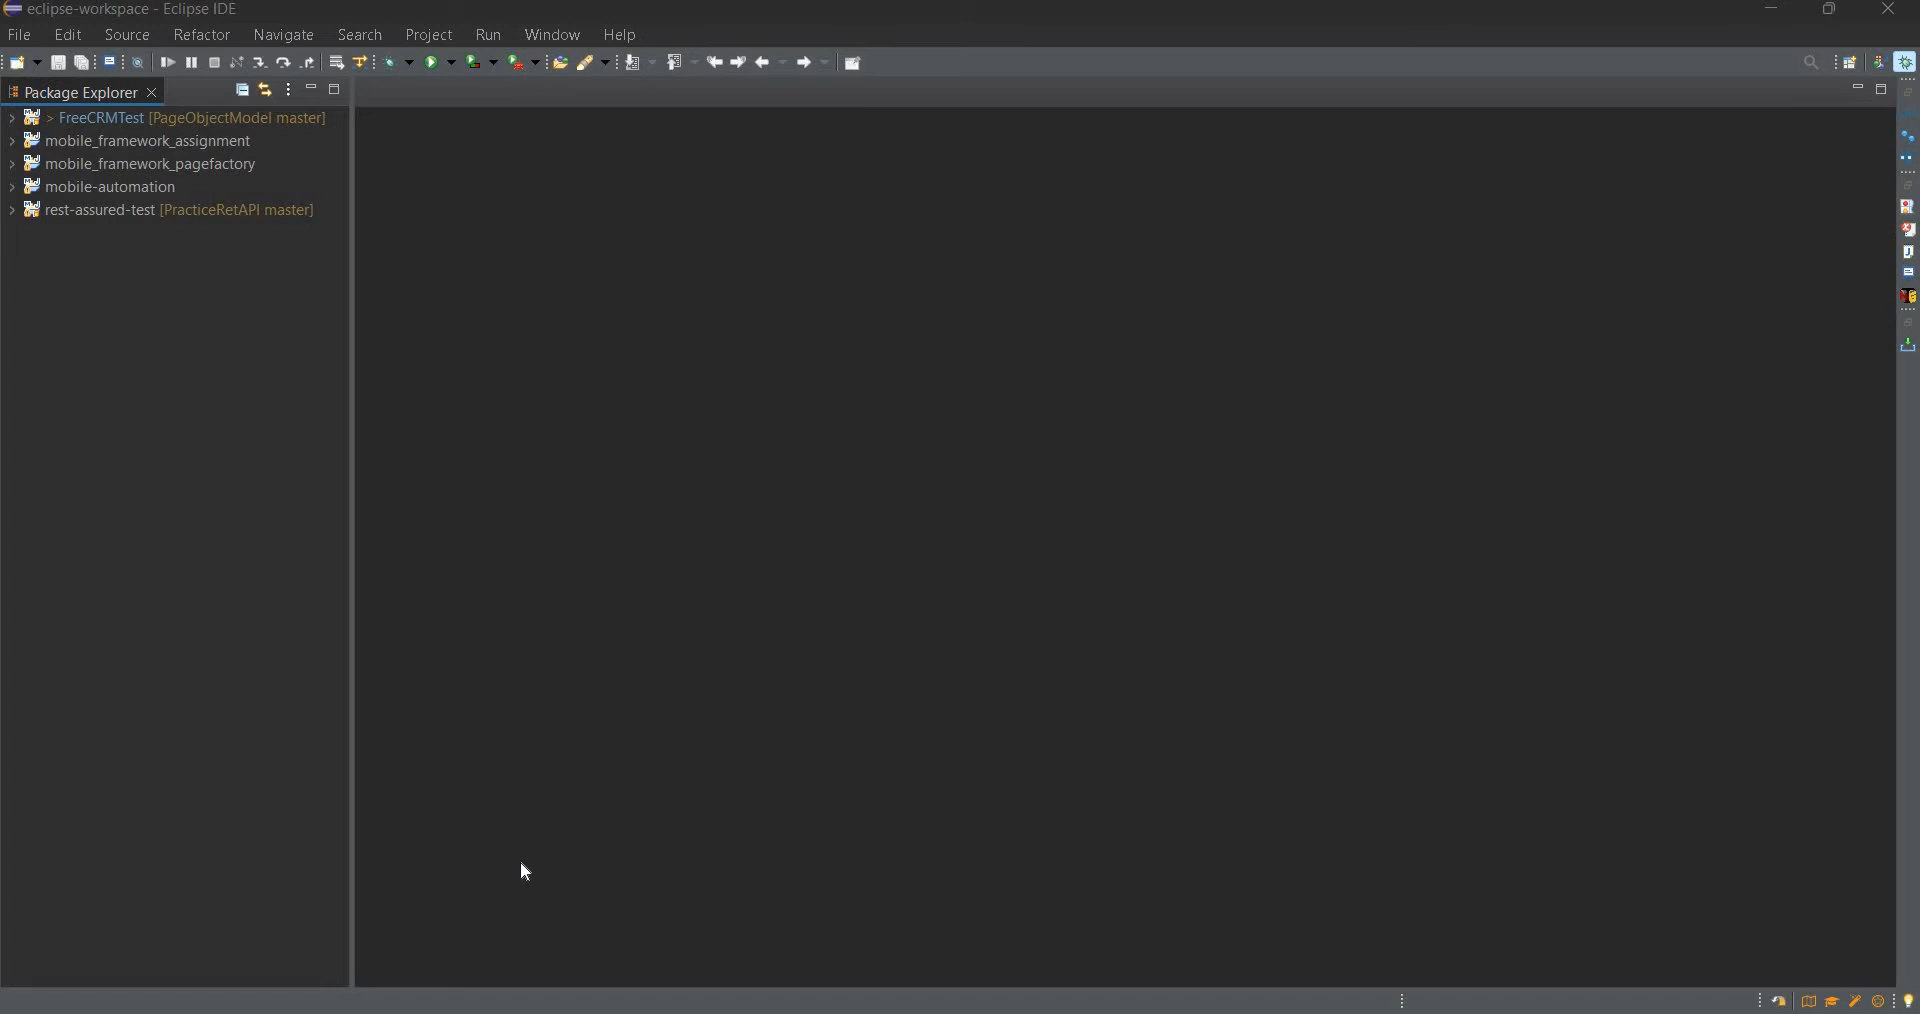 eclipse-workspace - Eclipse IDE
File Edit Source Refactor Navigate Search Project Run Window Help
Package Explorer
> FreeCRMTest [PageObjectModel master]
mobile_framework_assignment
mobile_framework_pagefactory
mobile-automation
rest-assured-test [PracticeRetAPI master]